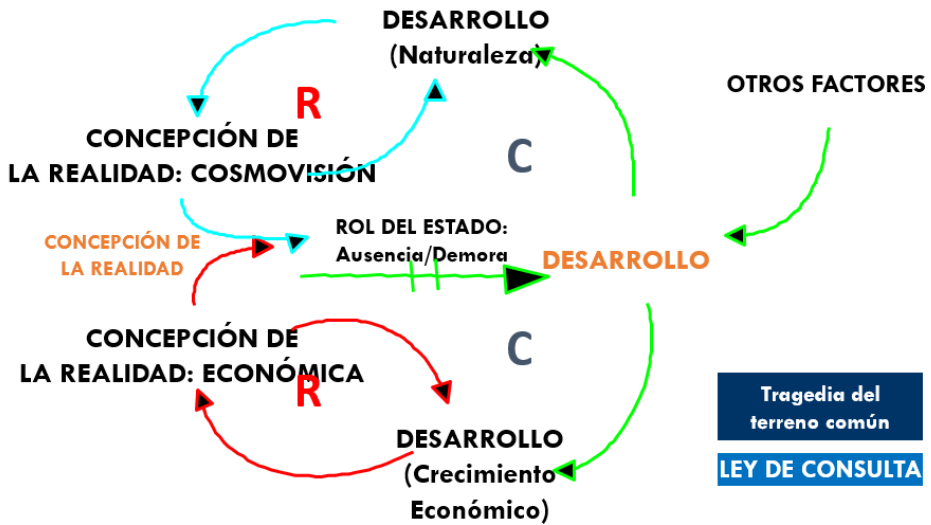 DESARROLLO
(Naturaleza)
OTROS FACTORES
R
CONCEPCIÓN DE
LA REALIDAD: COSMOVISIÓN
C
ROL DEL ESTADO:
Ausencia/Demora
CONCEPCIÓN DE
LA REALIDAD
DESARROLLO
CONCEPCIÓN DE
LA REALIDAD: ECONÓMICA
R
C
DESARROLLO
(Crecimiento
Económico)
Tragedia del
terreno común
LEY DE CONSULTA